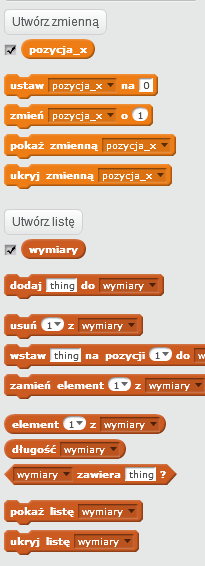 Utwórz zmienną
pozycja_x
ustaw pozycja_x na 0
zmień pozycja_x o 1
pokaż zmienną pozycja_x
ukryj zmienną pozycja_x
Utwórz listę
wymiary
dodaj thing do wymiary
usuń 1 z wymiary
wstaw thing na pozycji 1 do w
zamień element 1 z wymiary
element 1 z wymiary
długość wymiary
wymiary zawiera thing ?
pokaż listę wymiary
ukryj listę wymiary